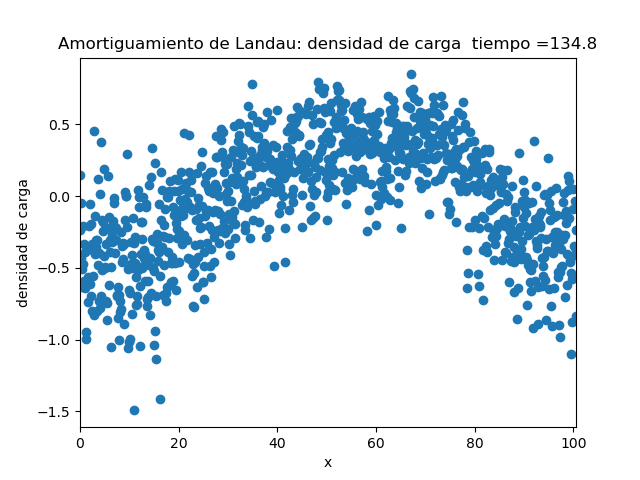 Amortiguamiento de Landau: densidad de carga  tiempo =134.8
densidad de carga
0.5
0.0
−0.5
−1.0
−1.5
0 20 40 60 80 100
x